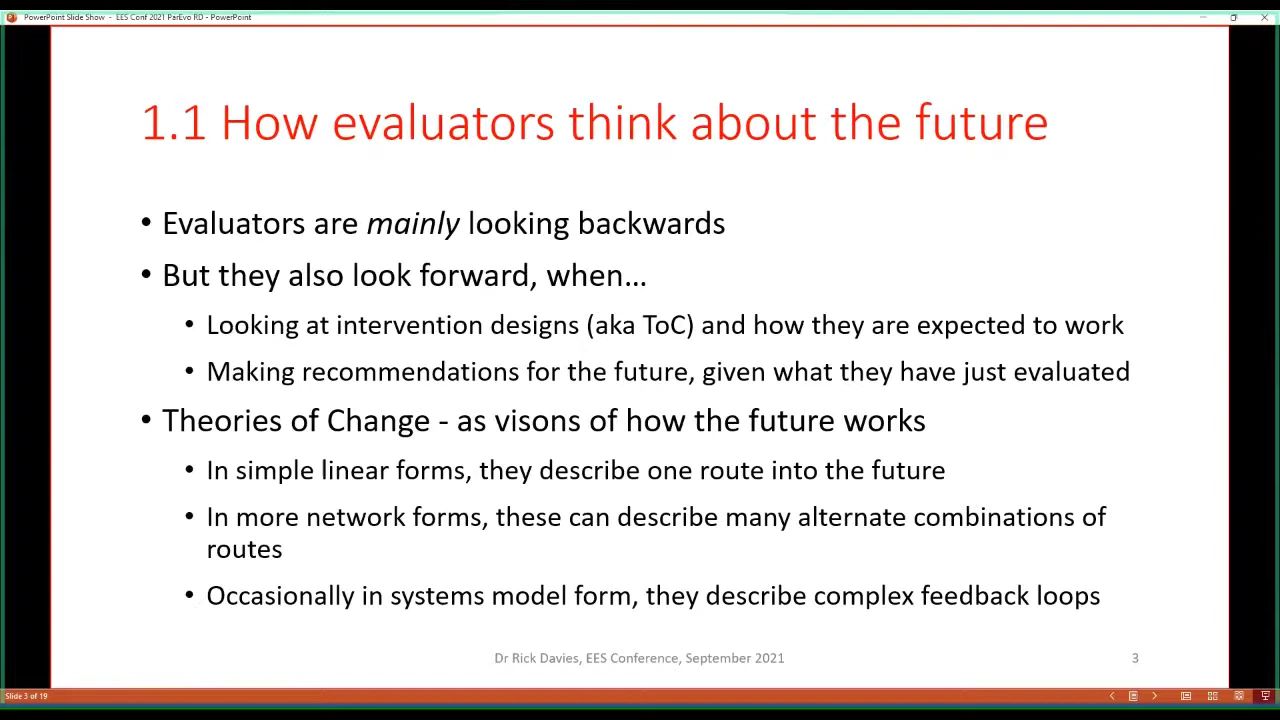 PowerPoint Slide Show - EES Conf 2021 ParEvo RD - PowerPoint
1.1 How evaluators think about the future
• Evaluators are mainly looking backwards
• But they also look forward, when…
• Looking at intervention designs (aka ToC) and how they are expected to work
• Making recommendations for the future, given what they have just evaluated
• Theories of Change - as visons of how the future works
• In simple linear forms, they describe one route into the future
• In more network forms, these can describe many alternate combinations of
routes
• Occasionally in systems model form, they describe complex feedback loops
Dr Rick Davies, EES Conference, September 2021
3
Slide 3 of 19